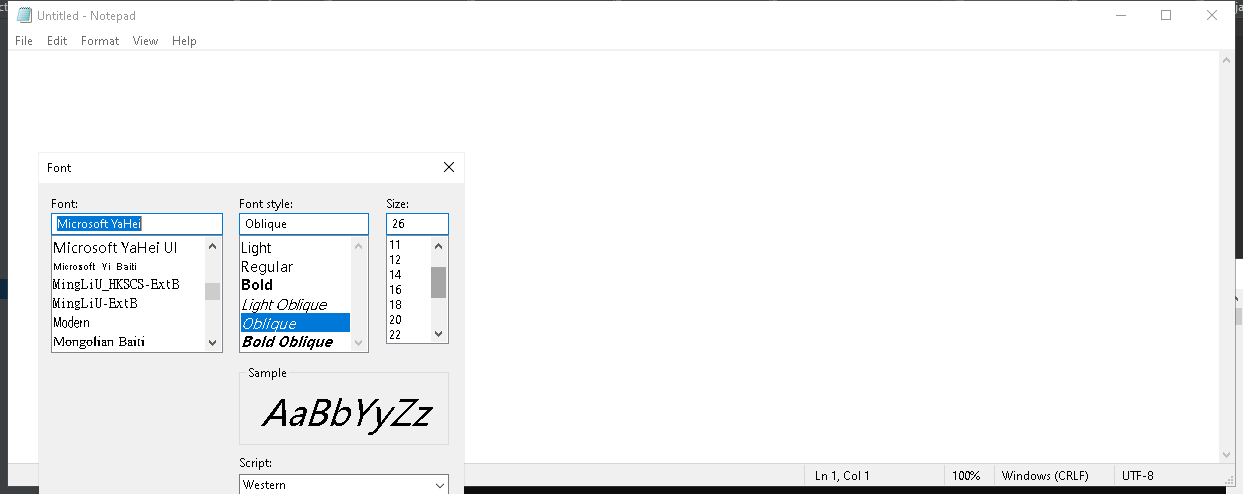 Untitled - Notepad
File Edit Format View Help
Font
Font: Font style: Size:
Microsoft YaHei Oblique 26
Microsoft YaHei UI
Microsoft Yi Baiti
MingLiU_HKSCS-ExtB
MingLiU-ExtB
Modern
Mongolian Baiti
Light
Regular
Bold
Light Oblique
Oblique
Bold Oblique
11
12
14
16
18
20
22
Sample
AaBbYyZz
Script:
Western
Ln 1, Col 1 100% Windows (CRLF) UTF-8